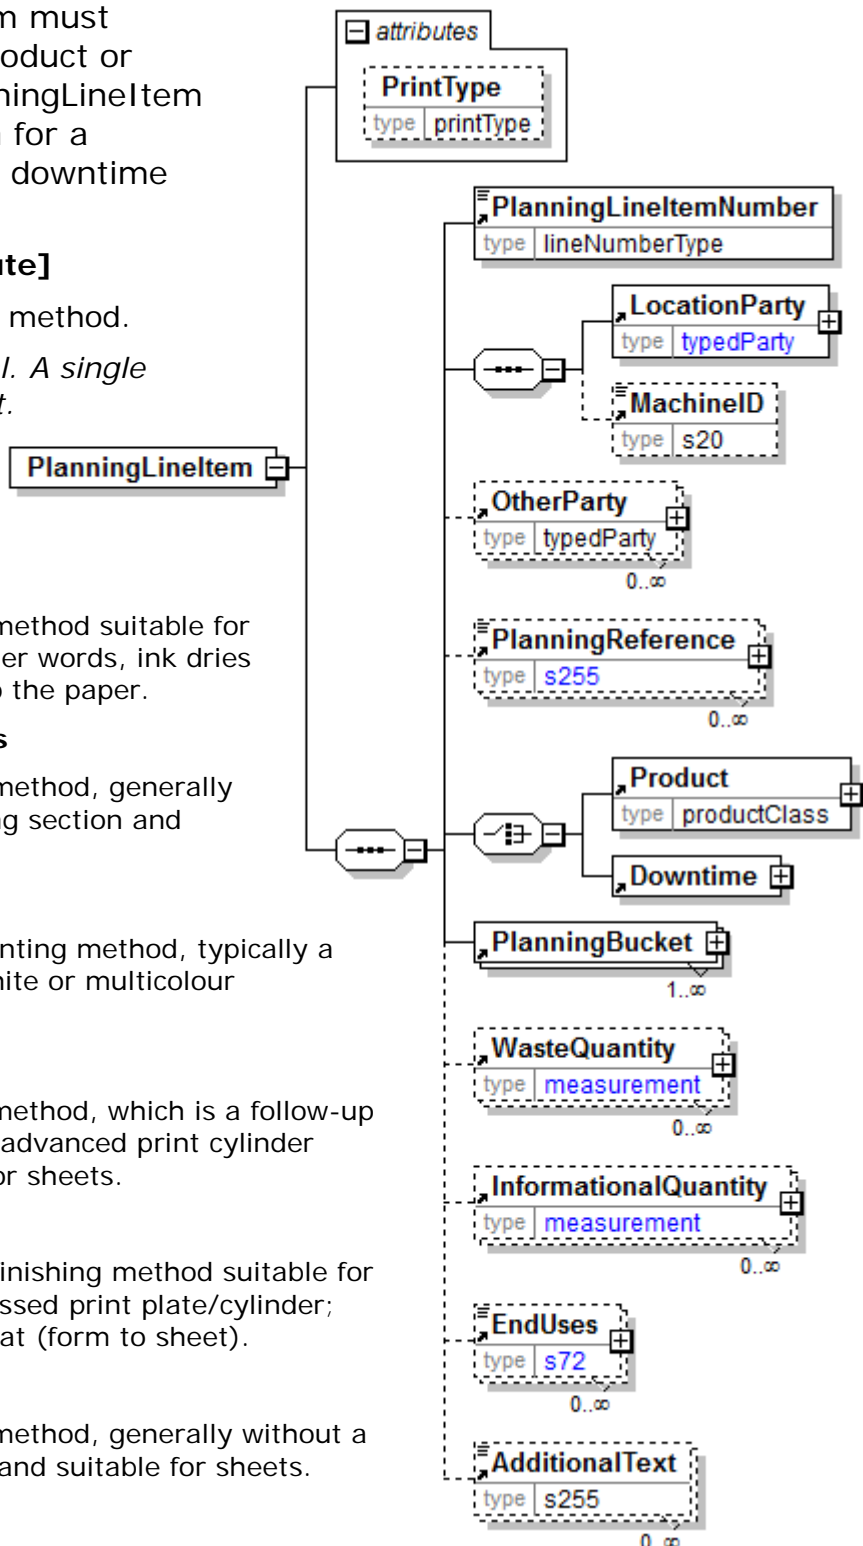 m must
oduct or
ningLineItem
for a
downtime
ute]
method.
l. A single
t.
method suitable for
er words, ink dries
o the paper.
s
method, generally
ng section and
nting method, typically a
hite or multicolour
method, which is a follow-up
advanced print cylinder
or sheets.
finishing method suitable for
ssed print plate/cylinder;
at (form to sheet).
method, generally without a
and suitable for sheets.
attributes
PrintType
type printType
PlanningLineItem
PlanningLineItemNumber
type lineNumberType
LocationParty
type typedParty
MachineID
type s20
OtherParty
type typedParty
0..∞
PlanningReference
type s255
0..∞
Product
type productClass
Downtime
PlanningBucket
1..∞
WasteQuantity
type measurement
0..∞
InformationalQuantity
type measurement
0..∞
EndUses
type s72
0..∞
AdditionalText
type s255
0..∞